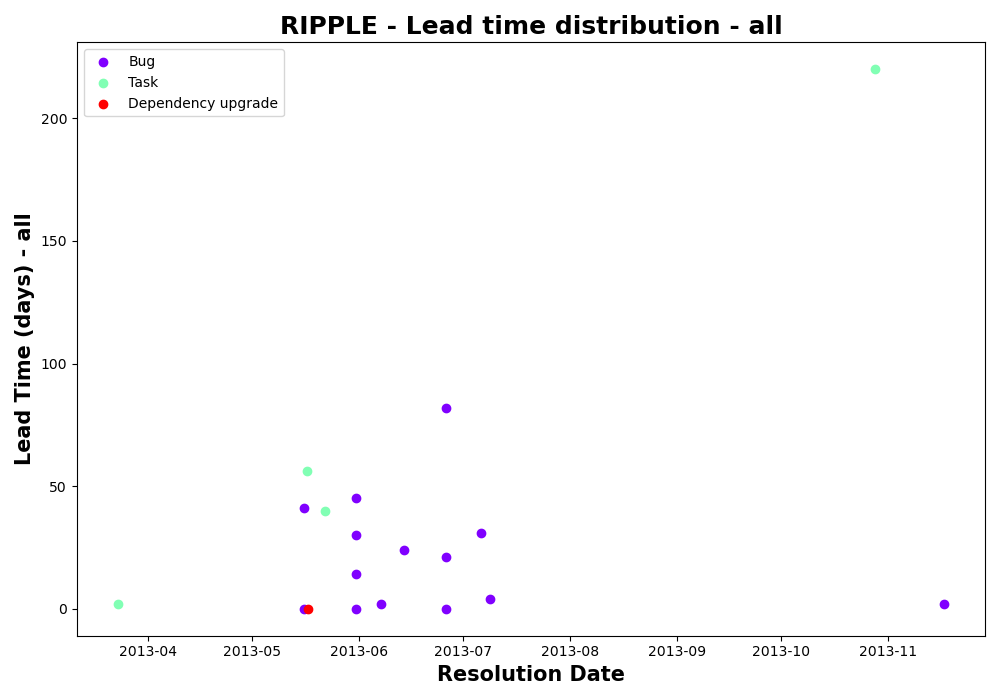 RIPPLE - Lead time distribution - all
Bug
Task
Dependency upgrade
Lead Time (days) - all
200
150
100
50
0
2013-04
2013-05
2013-06
2013-07
2013-08
2013-09
2013-10
2013-11
Resolution Date